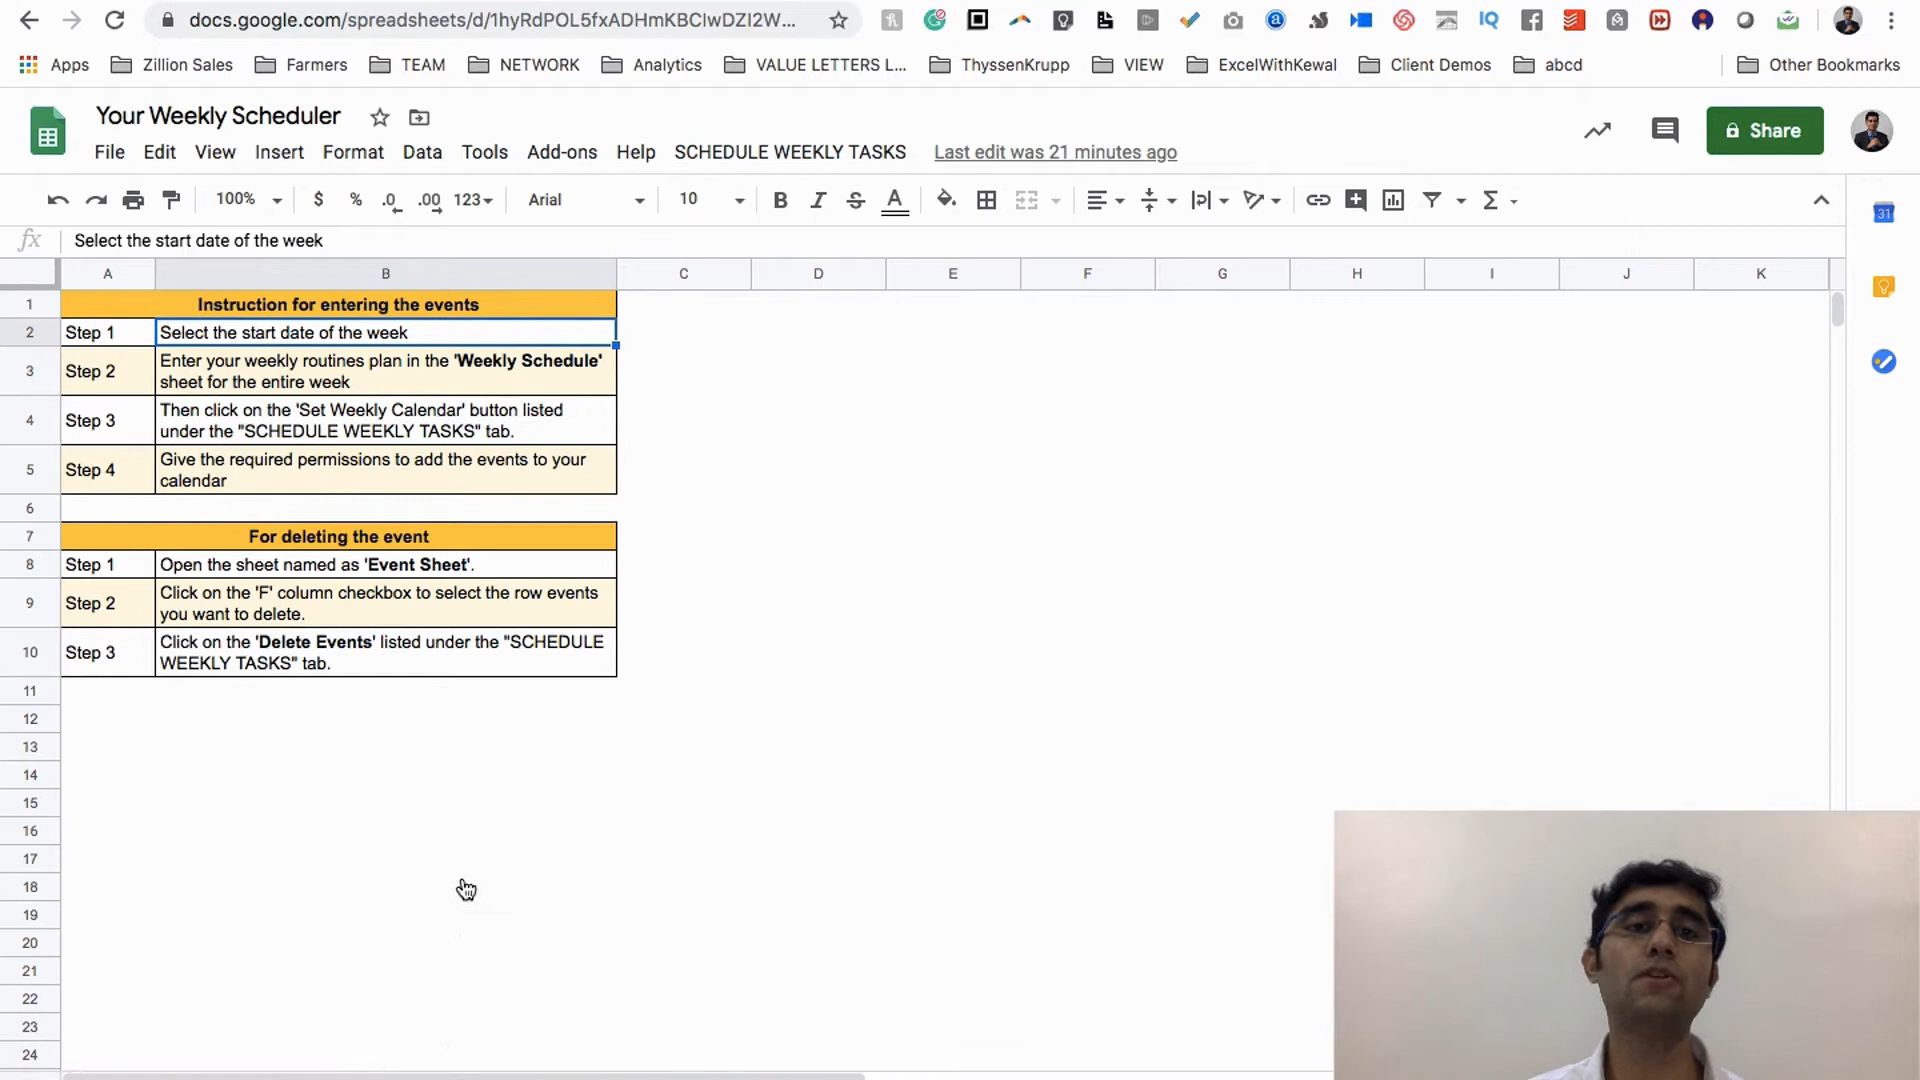 docs.google.com/spreadsheets/d/1hyRdPOL5fxADHmKBClwDZI2W...
Apps Zillion Sales Farmers TEAM NETWORK Analytics VALUE LETTERS L... ThyssenKrupp VIEW ExcelWithKewal Client Demos abcd Other Bookmarks
Your Weekly Scheduler
File Edit View Insert Format Data Tools Add-ons Help SCHEDULE WEEKLY TASKS Last edit was 21 minutes ago
Share
100% $ % .0 .00 123 Arial 10 B I S A
31
fx Select the start date of the week
A B C D E F G H I J K
1 Instruction for entering the events
2 Step 1 Select the start date of the week
3 Step 2 Enter your weekly routines plan in the 'Weekly Schedule'
sheet for the entire week
4 Step 3 Then click on the 'Set Weekly Calendar' button listed
under the "SCHEDULE WEEKLY TASKS" tab.
5 Step 4 Give the required permissions to add the events to your
calendar
6
7 For deleting the event
8 Step 1 Open the sheet named as 'Event Sheet'.
9 Step 2 Click on the 'F' column checkbox to select the row events
you want to delete.
10 Step 3 Click on the 'Delete Events' listed under the "SCHEDULE
WEEKLY TASKS" tab.
11
12
13
14
15
16
17
18
19
20
21
22
23
24